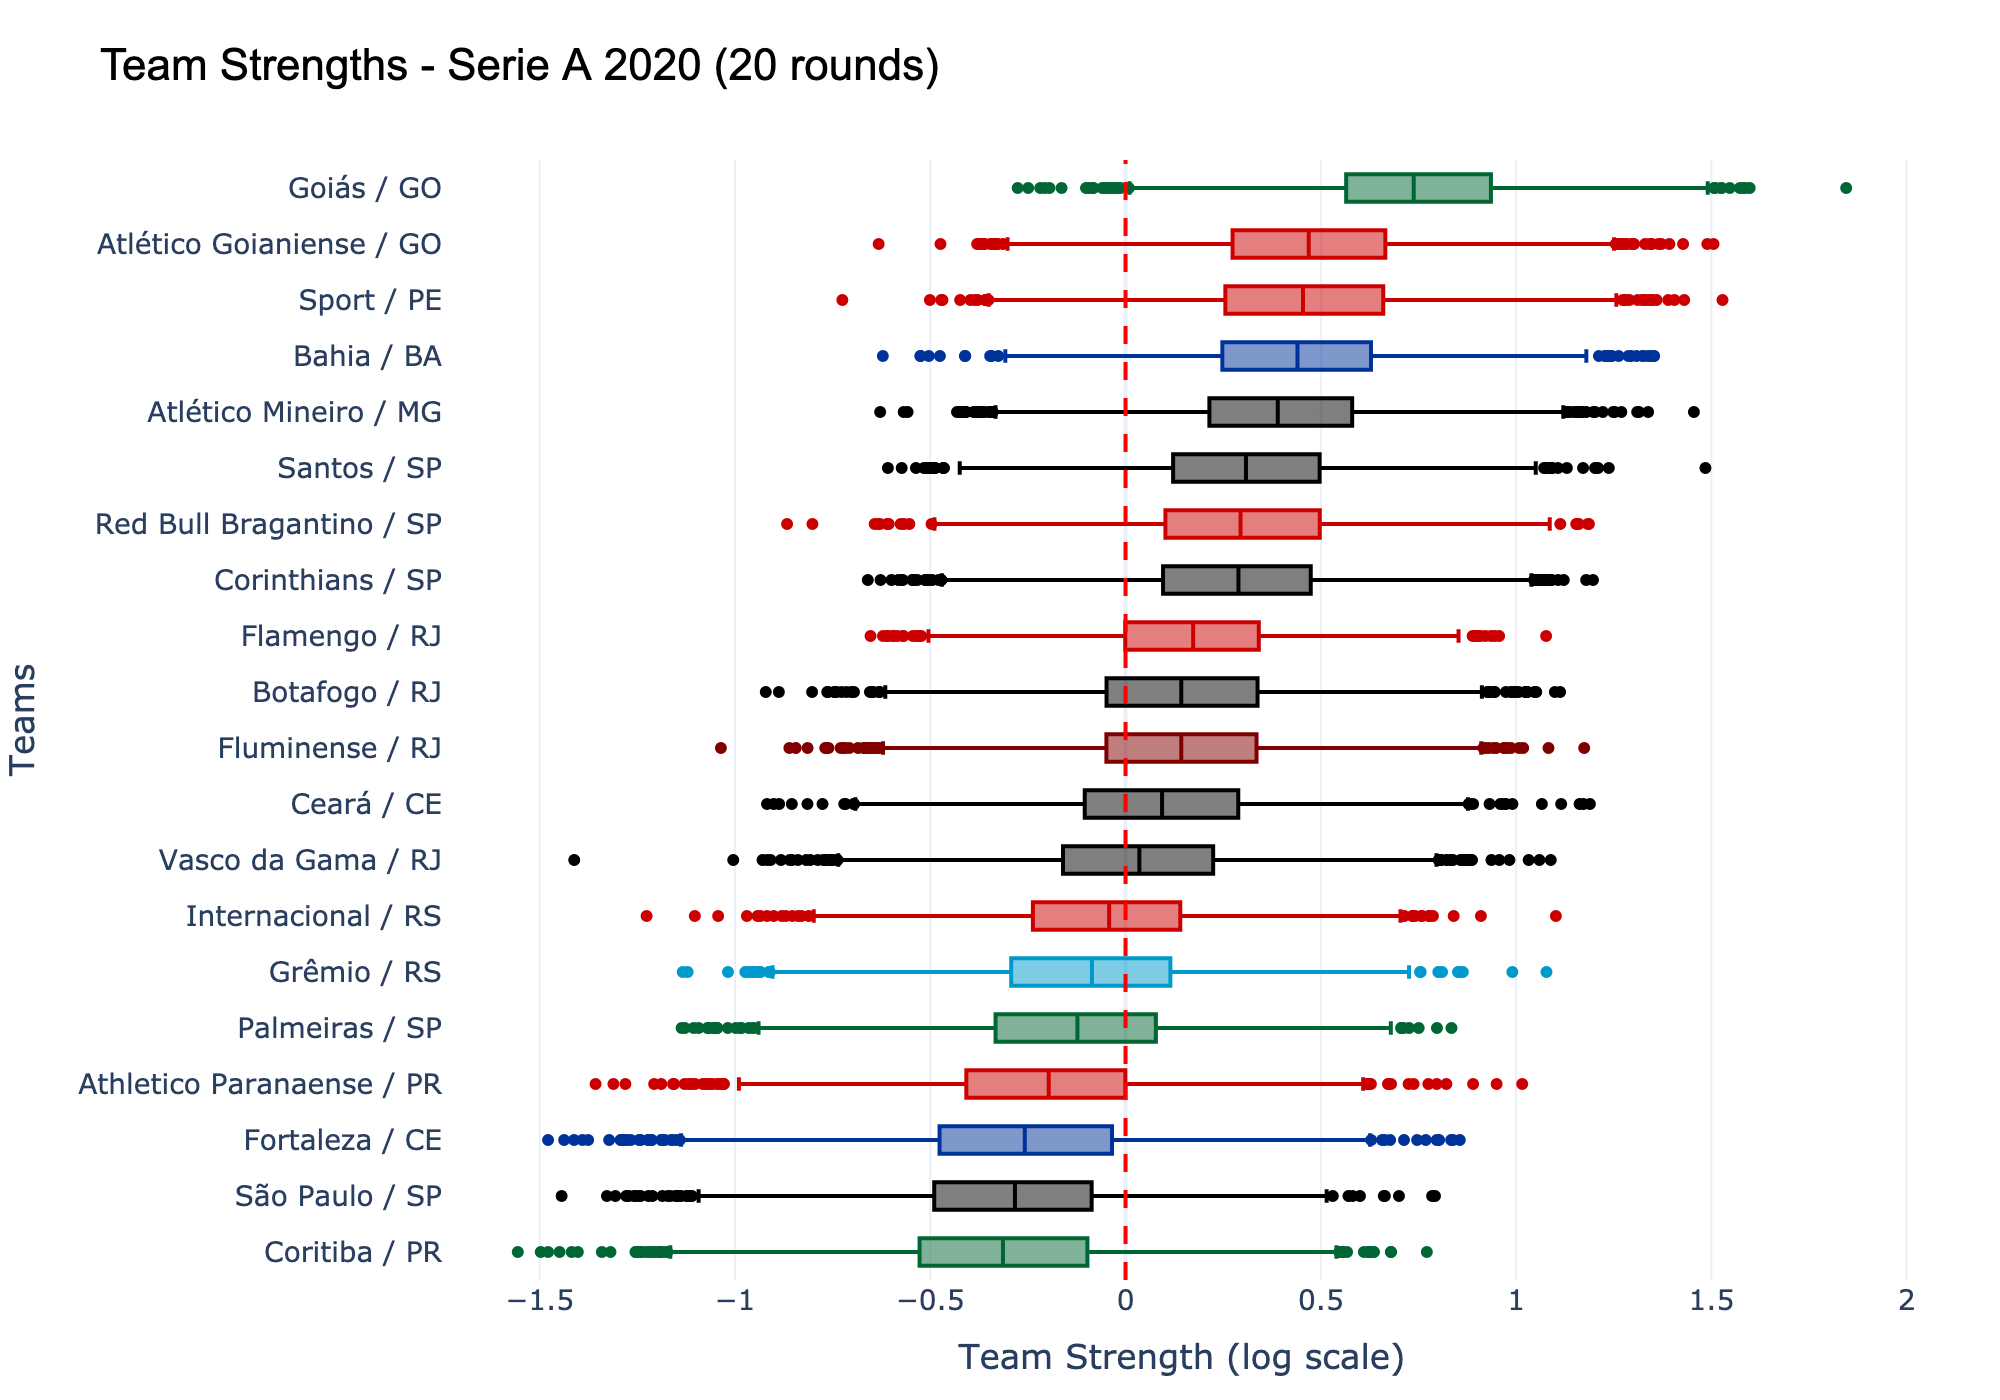 Team Strengths - Serie A 2020 (20 rounds)
Goiás / GO
Atlético Goianiense / GO
Sport / PE
Bahia / BA
Atlético Mineiro / MG
Santos / SP
Red Bull Bragantino / SP
Corinthians / SP
Flamengo / RJ
Botafogo / RJ
Fluminense / RJ
Ceará / CE
Vasco da Gama / RJ
Internacional / RS
Grêmio / RS
Palmeiras / SP
Athletico Paranaense / PR
Fortaleza / CE
São Paulo / SP
Coritiba / PR
Teams
−1.5 −1 −0.5 0 0.5 1 1.5 2
Team Strength (log scale)